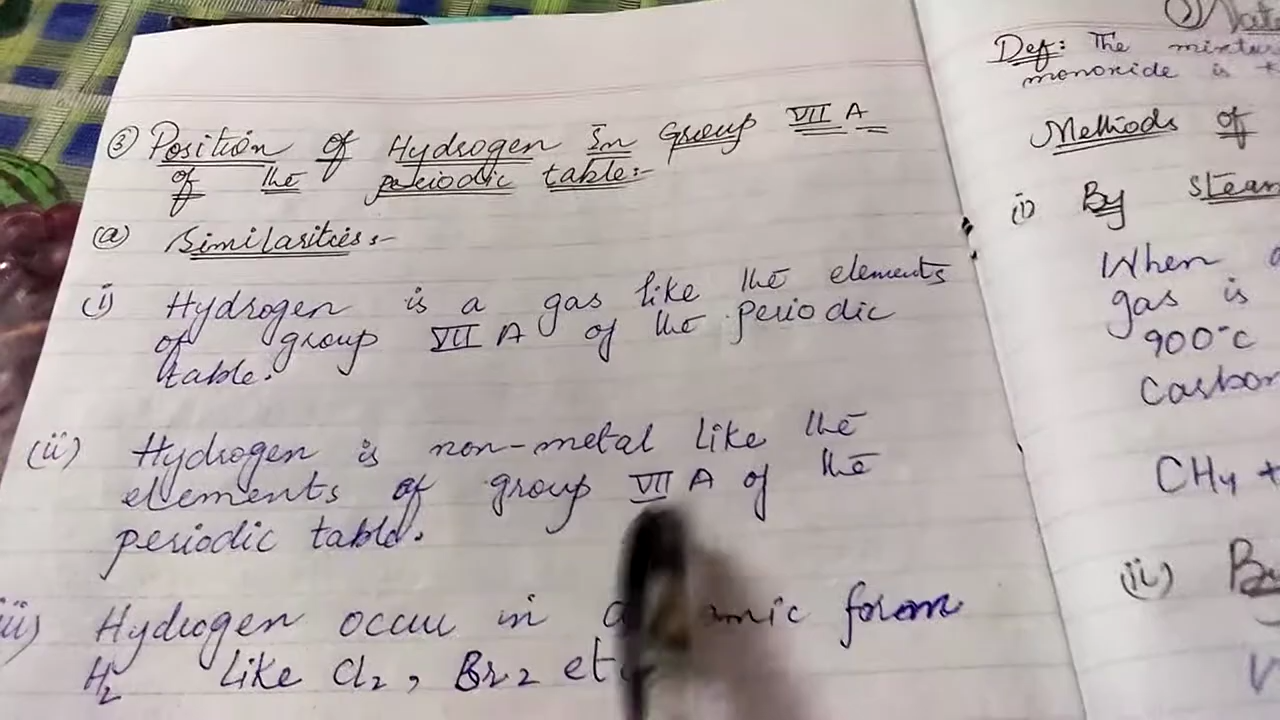 ③ Position of Hydrogen In Group VII A
of the periodic table:-
(a) Similarities:-
(i) Hydrogen is a gas like the elements
of group VII A of the periodic
table.
(ii) Hydrogen is non-metal like the
elements of group VII A of the
periodic table.
Hydrogen occur in form
H2 like Cl2, Br2
Def: The
monoxide is
Methods of
(i) By
When
gas is
900°C
CH4 +
(ii) By